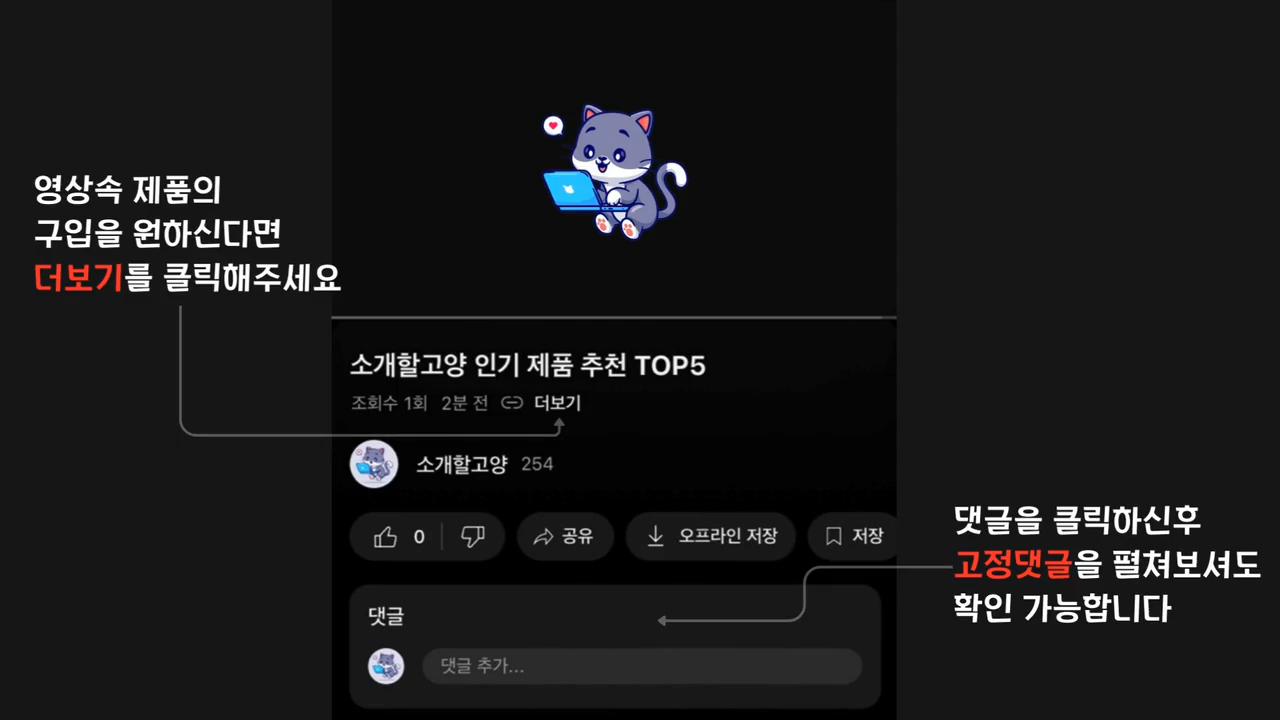 영상속 제품의
구입을 원하신다면
더보기를 클릭해주세요
소개할고양 인기 제품 추천 TOP5
조회수 1회 2분 전 더보기
소개할고양 254
0 공유 오프라인 저장 저장
댓글을 클릭하신후
고정댓글을 펼쳐보셔도
확인 가능합니다
댓글
댓글 추가...